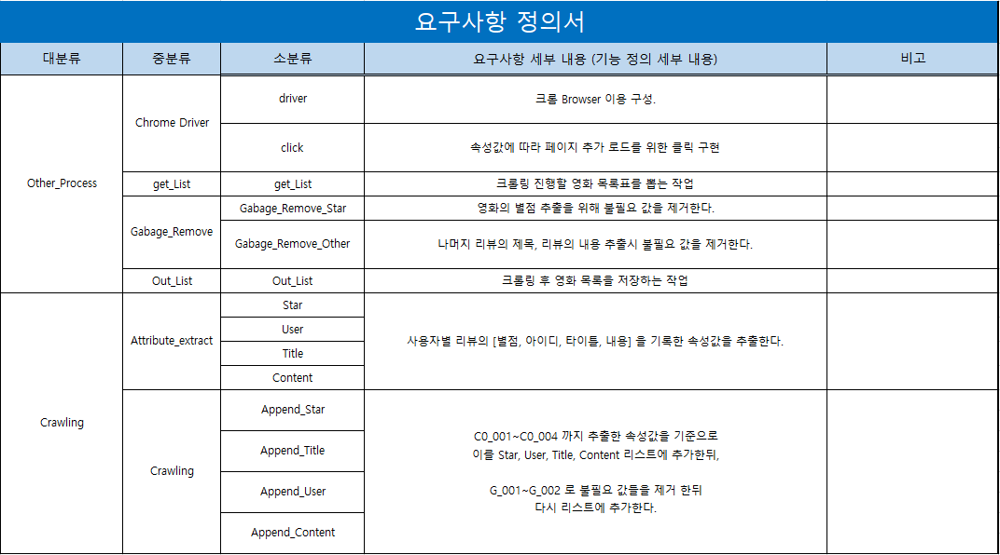 요구사항 정의서
대분류 중분류 소분류 요구사항 세부 내용 (기능 정의 세부 내용) 비고
Other_Process
Chrome Driver
driver
크롬 Browser 이용 구성.
click
속성값에 따라 페이지 추가 로드를 위한 클릭 구현
get_List
get_List
크롤링 진행할 영화 목록표를 뽑는 작업
Gabage_Remove
Gabage_Remove_Star
영화의 별점 추출을 위해 불필요 값을 제거한다.
Gabage_Remove_Other
나머지 리뷰의 제목, 리뷰의 내용 추출시 불필요 값을 제거한다.
Out_List
Out_List
크롤링 후 영화 목록을 저장하는 작업
Crawling
Attribute_extract
Star
User
Title
Content
사용자별 리뷰의 [별점, 아이디, 타이틀, 내용] 을 기록한 속성값을 추출한다.
Crawling
Append_Star
Append_Title
Append_User
Append_Content
C0_001~C0_004 까지 추출한 속성값을 기준으로
이를 Star, User, Title, Content 리스트에 추가한뒤,
G_001~G_002 로 불필요 값들을 제거 한뒤
다시 리스트에 추가한다.